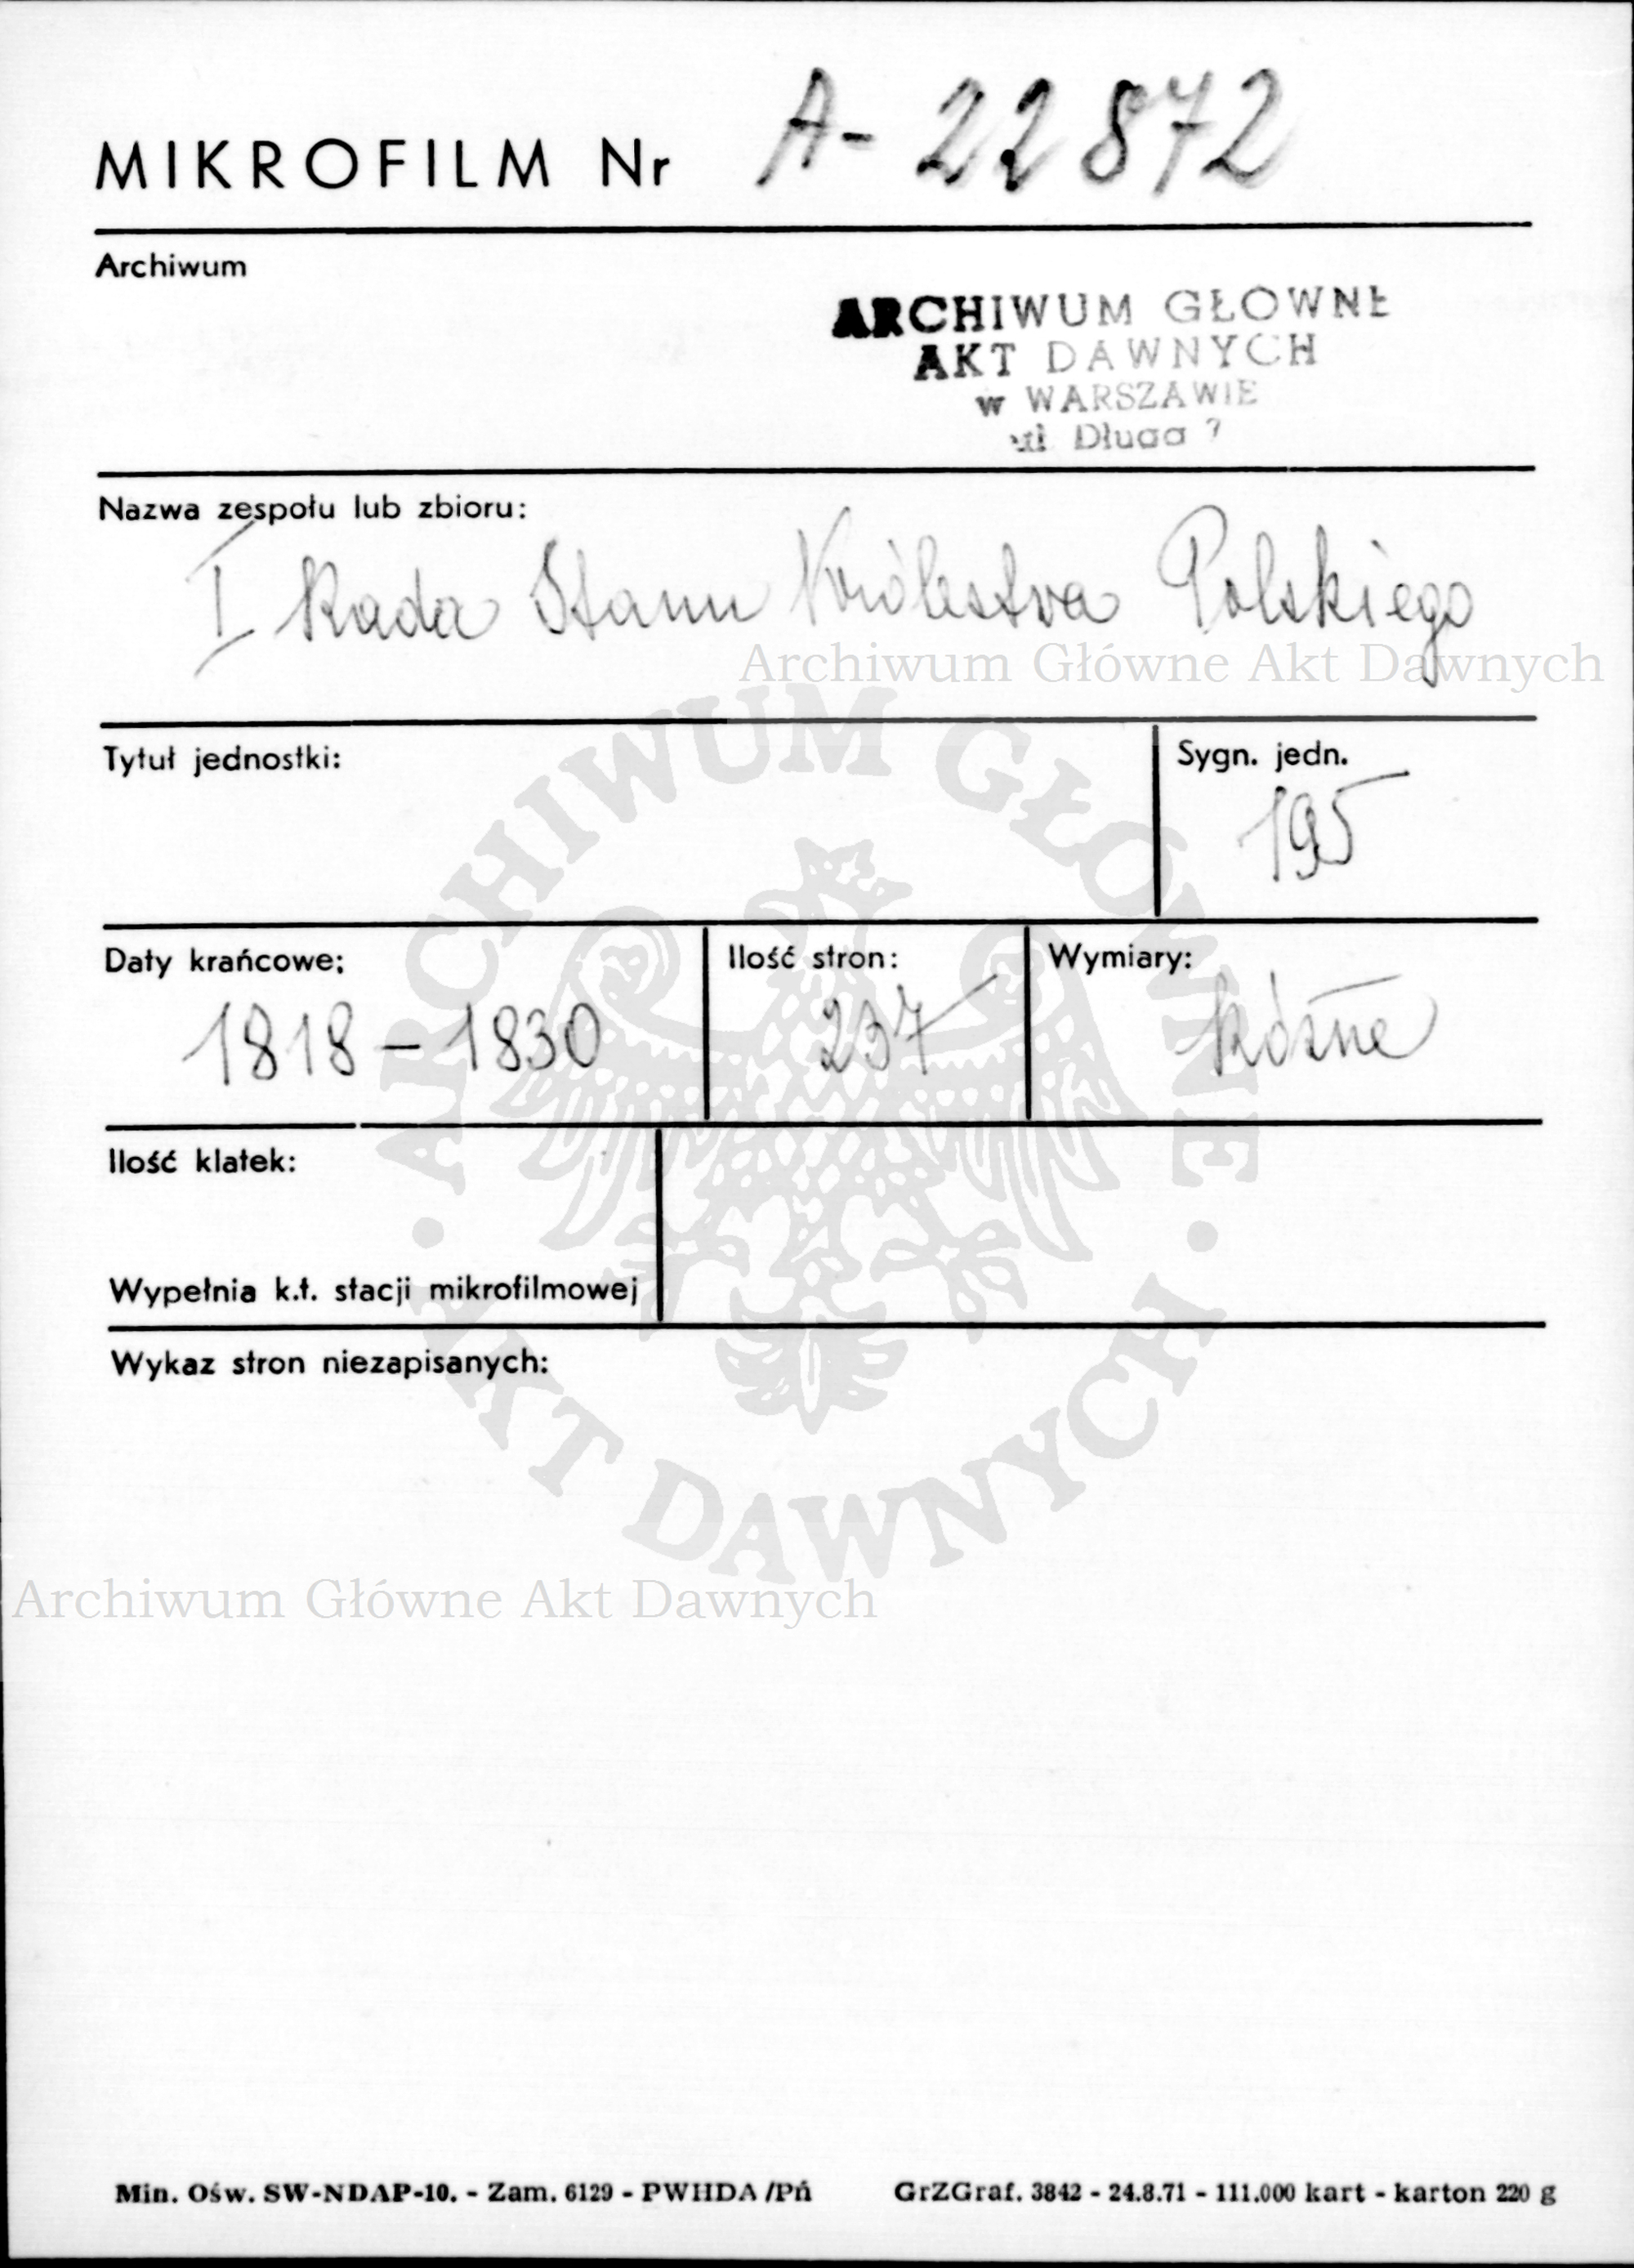 MIKROFILM Nr A-22872
Archiwum
ARCHIWUM GŁOWNE
AKT DAWNYCH
w WARSZAWIE
ul. Długa 7
Nazwa zespołu lub zbioru:
I Rada Stanu Królestwa Polskiego
Archiwum Główne Akt Dawnych
Tytuł jednostki:
Sygn. jedn.
195
Daty krańcowe:
Ilość stron:
Wymiary:
1818 - 1830
237
różne
Ilość klatek:
Wypełnia k.t. stacji mikrofilmowej
Wykaz stron niezapisanych:
ARCHIWUM GŁÓWNE
· AKT DAWNYCH ·
Archiwum Główne Akt Dawnych
Min. Ośw. SW-NDAP-10. - Zam. 6129 - PWHDA /Pń GrZGraf. 3842 - 24.8.71 - 111.000 kart - karton 220 g